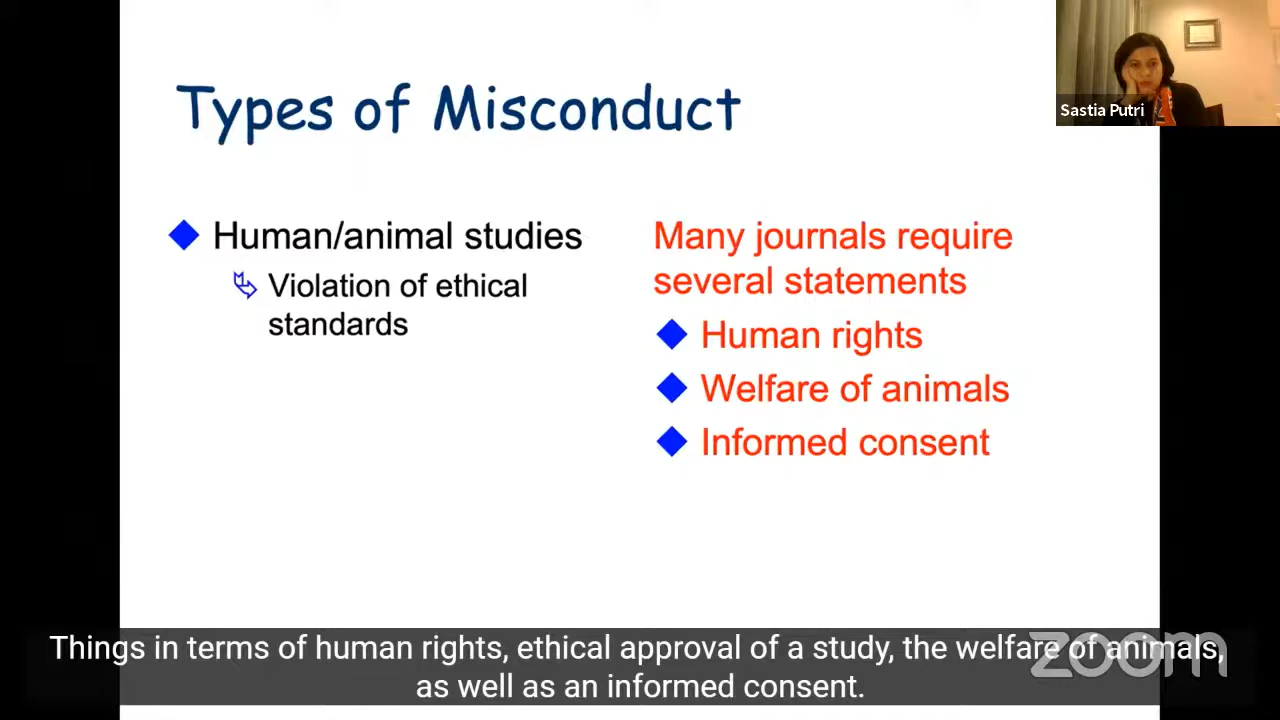 Types of Misconduct
Sastia Putri
Human/animal studies
Violation of ethical
standards
Many journals require
several statements
Human rights
Welfare of animals
Informed consent
Things in terms of human rights, ethical approval of a study, the welfare of animals,
as well as an informed consent.
zoom